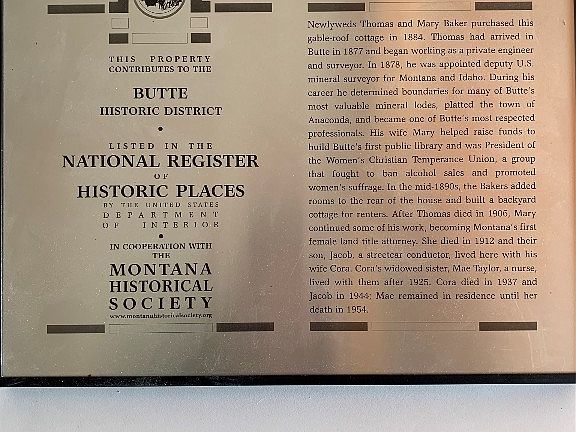 THIS PROPERTY
CONTRIBUTES TO THE
BUTTE
HISTORIC DISTRICT
•
LISTED IN THE
NATIONAL REGISTER
OF
HISTORIC PLACES
BY THE UNITED STATES
DEPARTMENT
OF INTERIOR
•
IN COOPERATION WITH
THE
MONTANA
HISTORICAL
SOCIETY
www.montanahistoricalsociety.org
Newlyweds Thomas and Mary Baker purchased this
gable-roof cottage in 1884. Thomas had arrived in
Butte in 1877 and began working as a private engineer
and surveyor. In 1878, he was appointed deputy U.S.
mineral surveyor for Montana and Idaho. During his
career he determined boundaries for many of Butte's
most valuable mineral lodes, platted the town of
Anaconda, and became one of Butte's most respected
professionals. His wife Mary helped raise funds to
build Butte's first public library and was President of
the Women's Christian Temperance Union, a group
that fought to ban alcohol sales and promoted
women's suffrage. In the mid-1890s, the Bakers added
rooms to the rear of the house and built a backyard
cottage for renters. After Thomas died in 1906, Mary
continued some of his work, becoming Montana's first
female land title attorney. She died in 1912 and their
son, Jacob, a streetcar conductor, lived here with his
wife Cora. Cora's widowed sister, Mae Taylor, a nurse,
lived with them after 1925. Cora died in 1937 and
Jacob in 1944; Mae remained in residence until her
death in 1954.